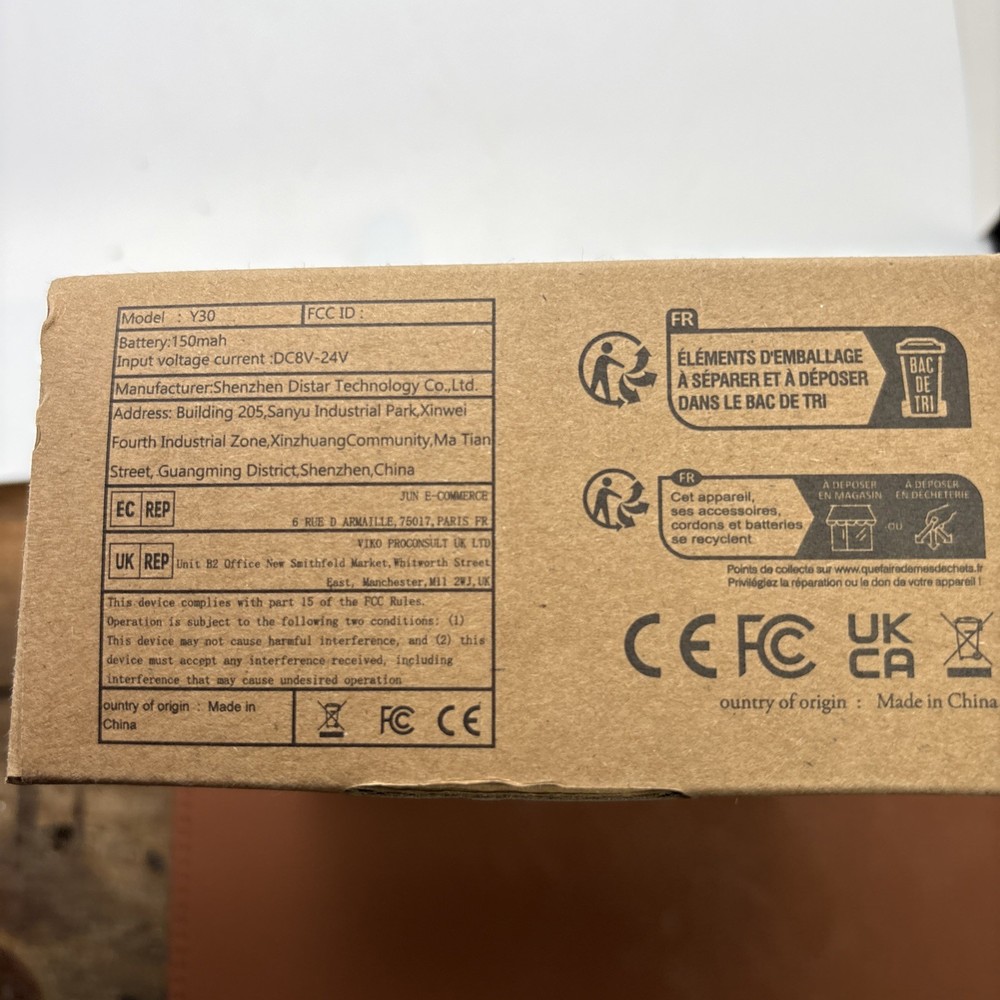 Model : Y30
FCC ID :
Battery:150mah
Input voltage current :DC8V-24V
Manufacturer:Shenzhen Distar Technology Co.,Ltd.
Address: Building 205,Sanyu Industrial Park,Xinwei
Fourth Industrial Zone,XinzhuangCommunity,Ma Tian
Street, Guangming District,Shenzhen,China
EC REP
JUN E-COMMERCE
6 RUE D ARMAILLE,75017,PARIS FR
UK REP
VIKO PROCONSULT UK LTD
Unit B2 Office New Smithfeld Market,Whitworth Street
East, Manchester,M11 2WJ,UK
This device complies with part 15 of the FCC Rules.
Operation is subject to the following two conditions: (1)
This device may not cause harmful interference, and (2) this
device must accept any interference received, including
interference that may cause undesired operation
ountry of origin : Made in
China
FC CE
FR
ÉLÉMENTS D'EMBALLAGE
À SÉPARER ET À DÉPOSER
DANS LE BAC DE TRI
BAC
DE
TRI
FR
Cet appareil,
ses accessoires,
cordons et batteries
se recyclent
À DÉPOSER
EN MAGASIN
OU
À DÉPOSER
EN DÉCHÈTERIE
Points de collecte sur www.quefairedemesdechets.fr
Privilégiez la réparation ou le don de votre appareil !
CE FC UK
CA
ountry of origin : Made in China